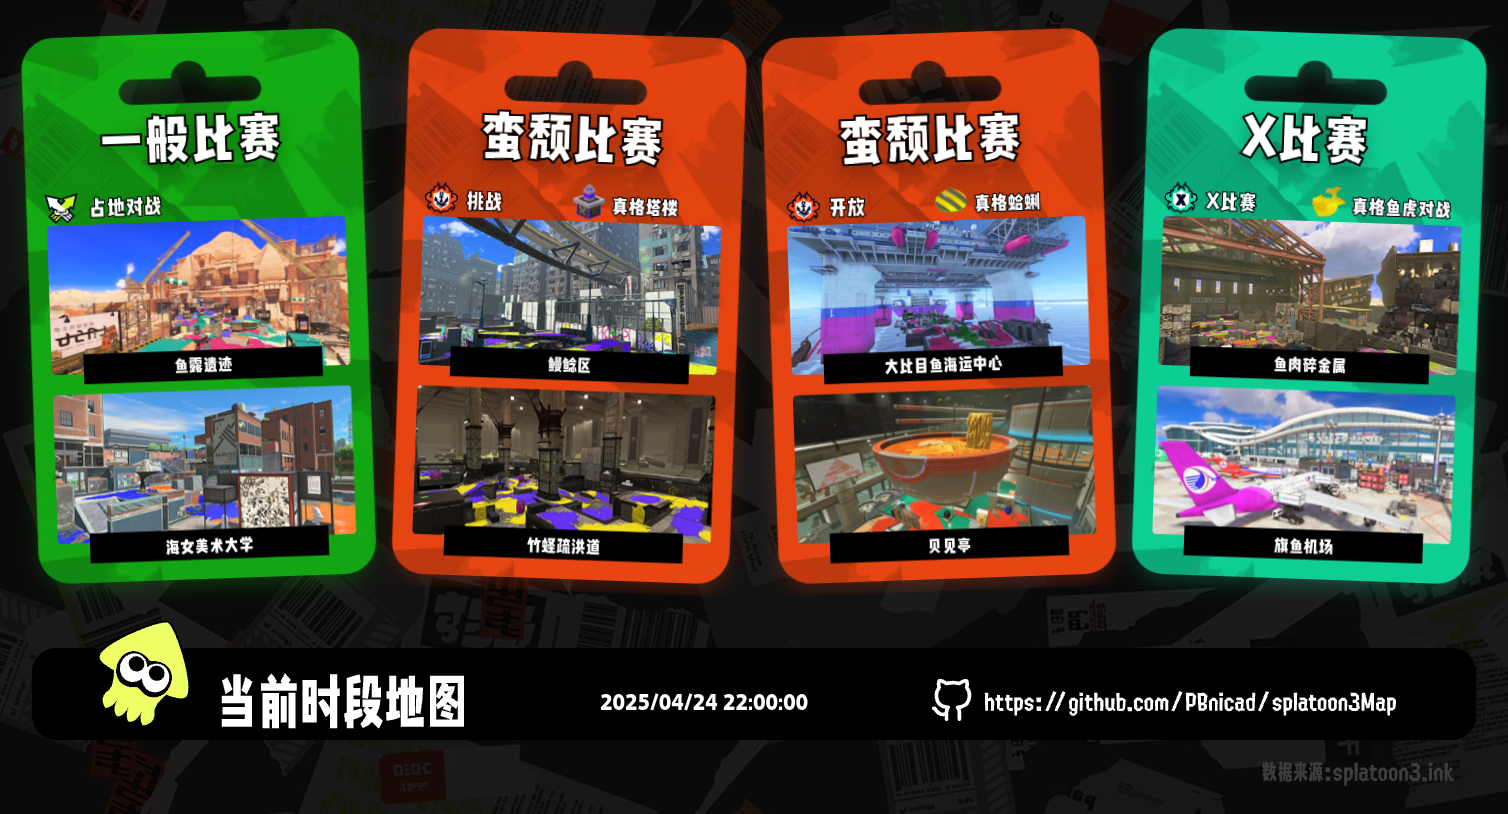 一般比赛
占地对战
鱼露遗迹
海女美术大学
蛮颓比赛
挑战
真格塔楼
鳗鲶区
竹蛏疏洪道
蛮颓比赛
开放
真格蛤蜊
大比目鱼海运中心
贝见亭
X比赛
X比赛
真格鱼虎对战
鱼肉碎金属
旗鱼机场
当前时段地图
2025/04/24 22:00:00
https://github.com/PBnicad/splatoon3Map
数据来源:splatoon3.ink